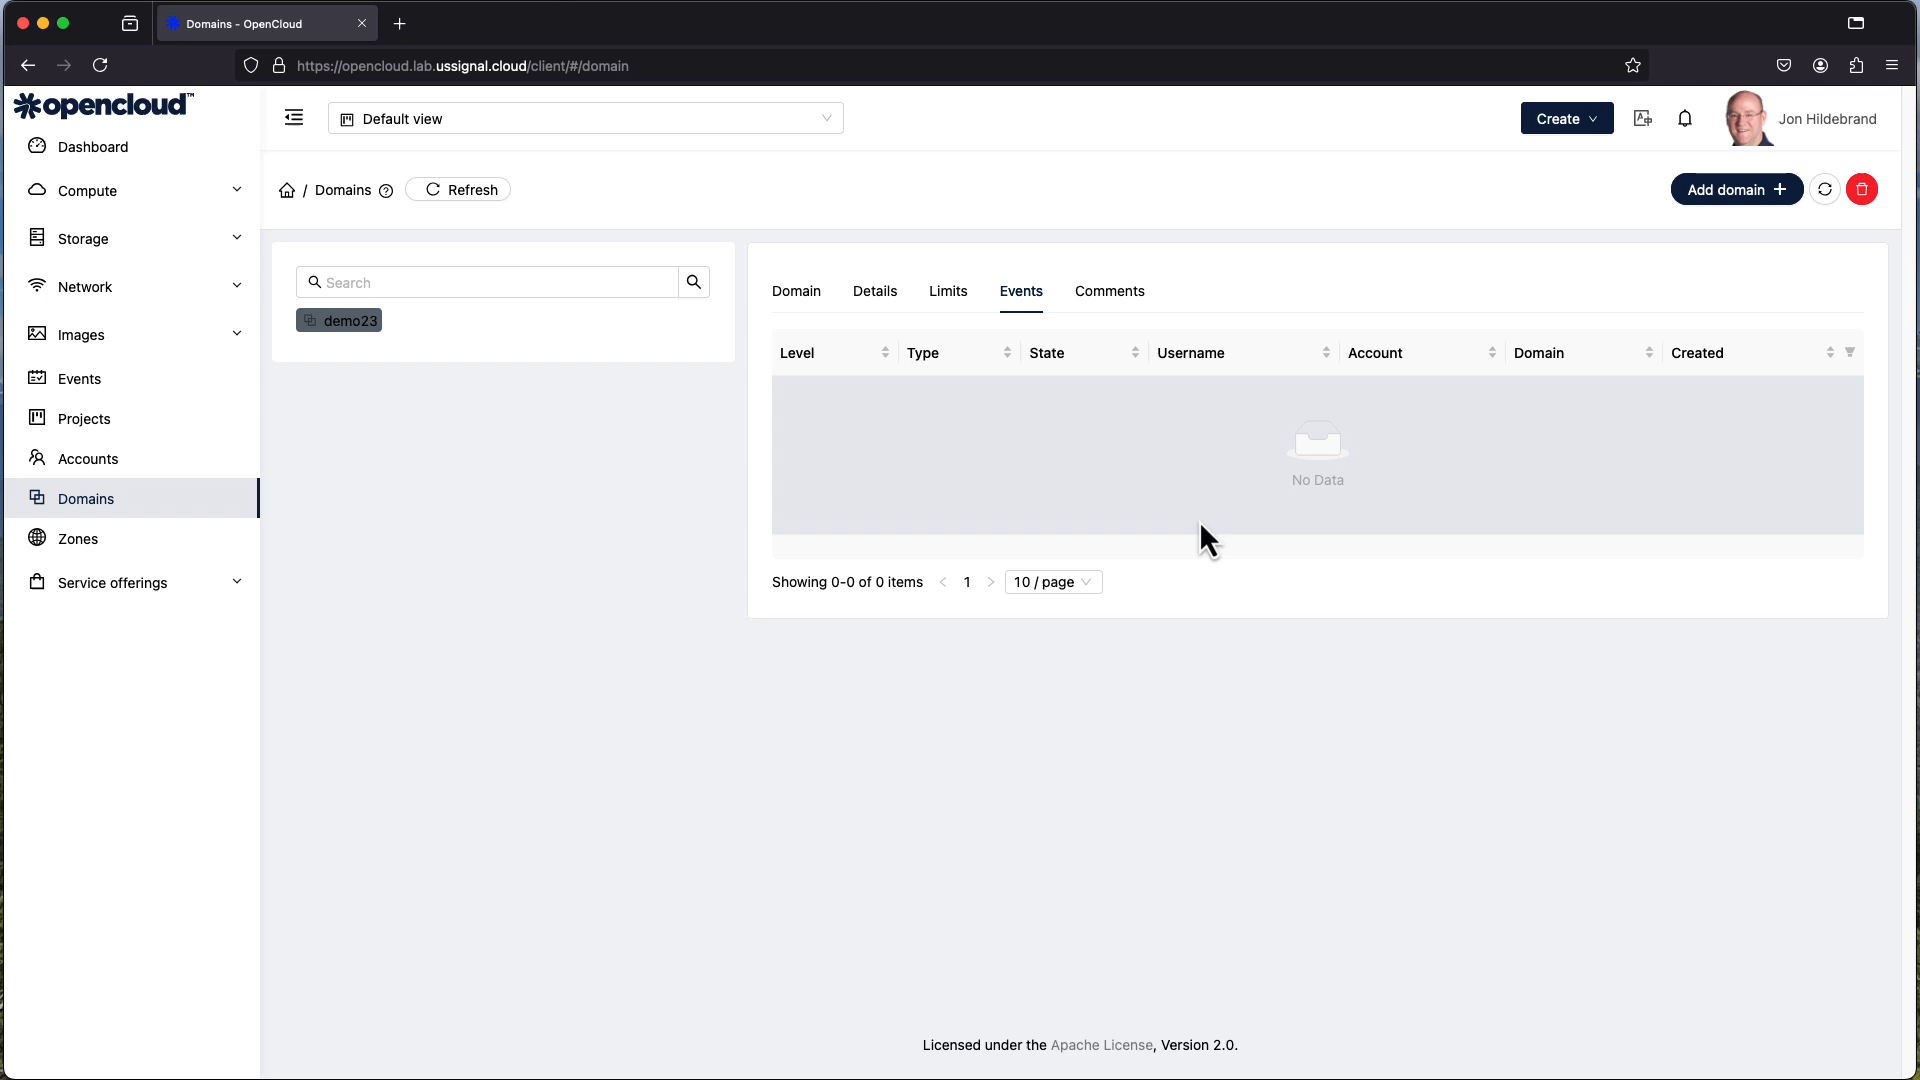 Domains - OpenCloud
https://opencloud.lab.ussignal.cloud/client/#/domain
opencloud™
Default view
Create
Jon Hildebrand
Dashboard
Compute
Storage
Network
Images
Events
Projects
Accounts
Domains
Zones
Service offerings
/ Domains
Refresh
Add domain
Search
demo23
Domain Details Limits Events Comments
Level Type State Username Account Domain Created
No Data
Showing 0-0 of 0 items 1 10 / page
Licensed under the Apache License, Version 2.0.